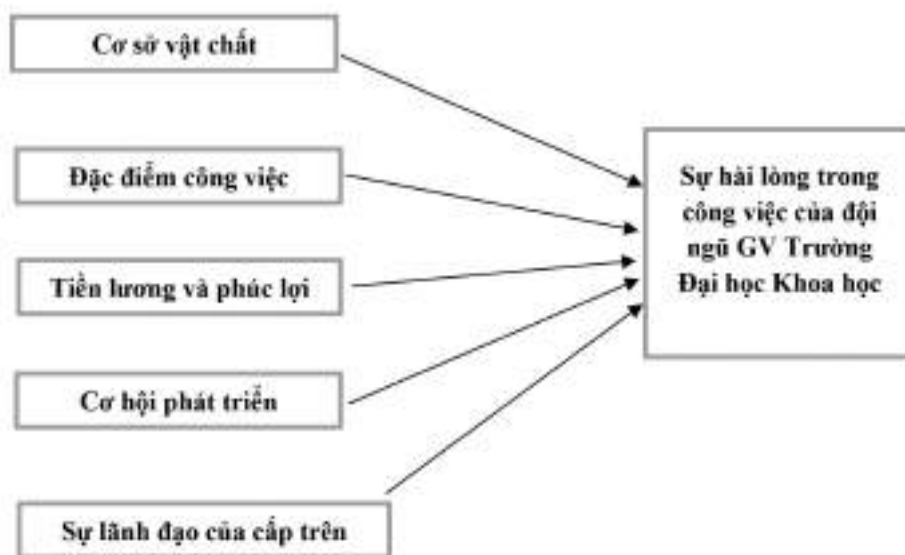 Cơ sở vật chất
Đặc điểm công việc
Tiền lương và phúc lợi
Cơ hội phát triển
Sự lãnh đạo của cấp trên
Sự hài lòng trong
công việc của đội
ngũ GV Trường
Đại học Khoa học